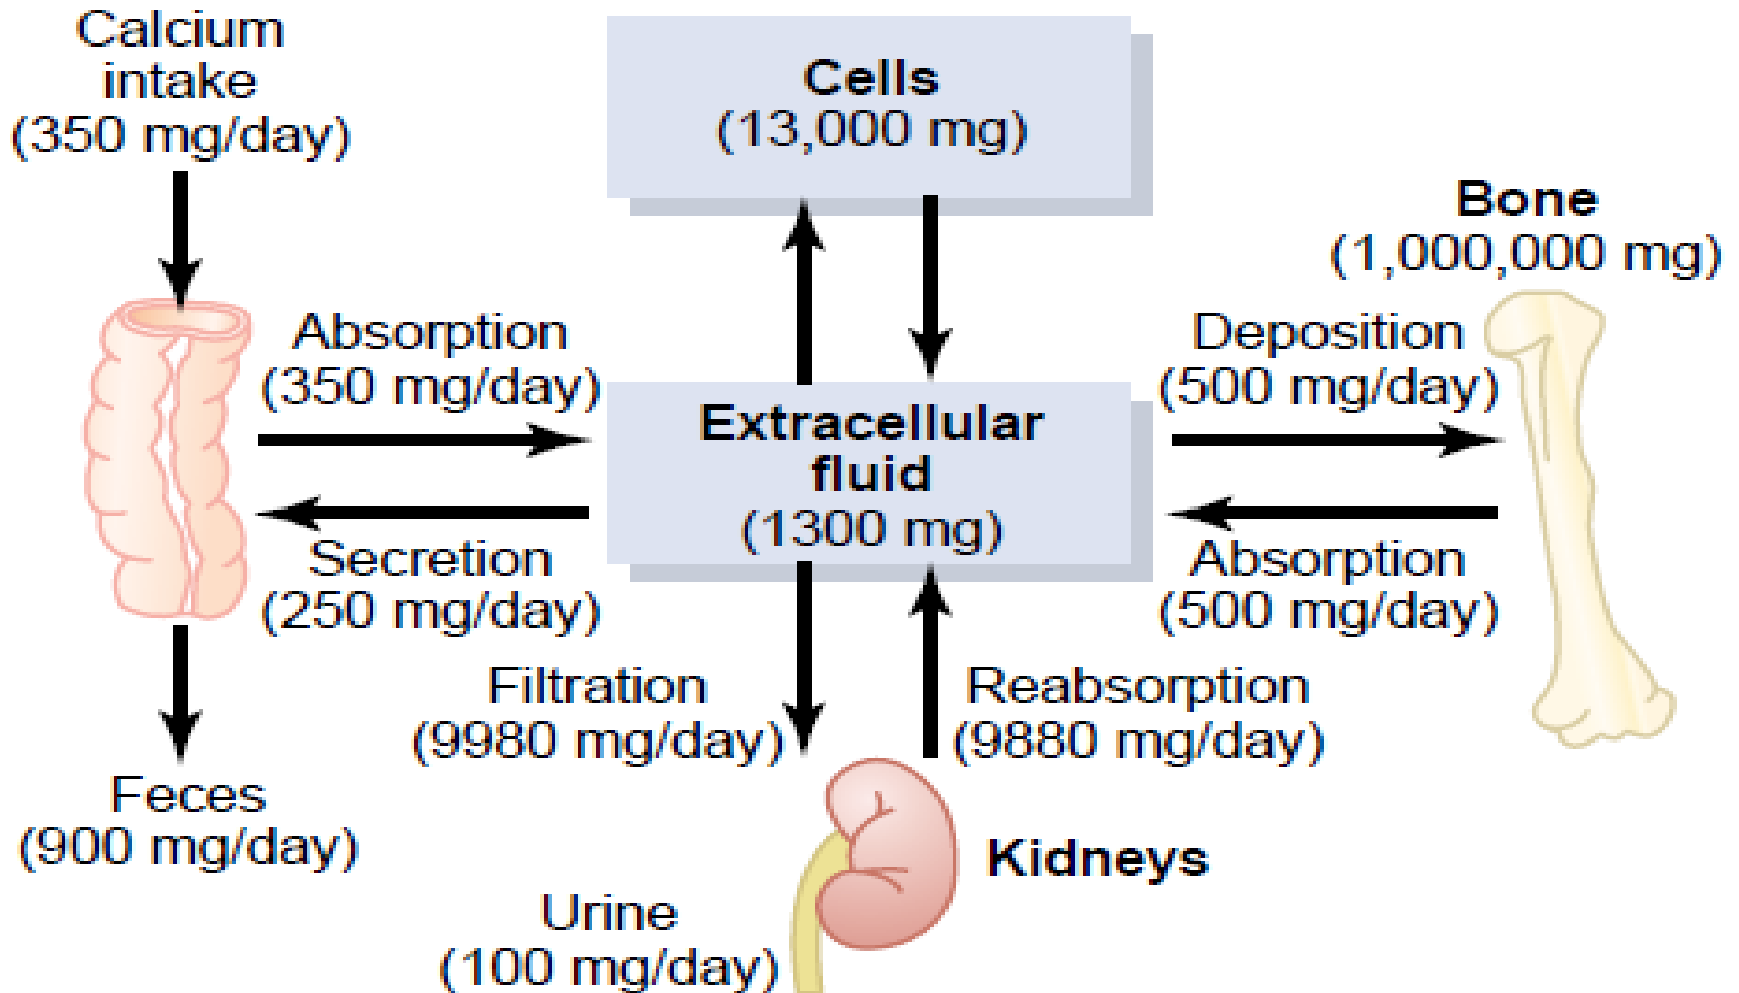 Calcium
intake
(350 mg/day)
Cells
(13,000 mg)
Bone
(1,000,000 mg)
Absorption
(350 mg/day)
Extracellular
fluid
(1300 mg)
Deposition
(500 mg/day)
Secretion
(250 mg/day)
Absorption
(500 mg/day)
Filtration
(9980 mg/day)
Reabsorption
(9880 mg/day)
Feces
(900 mg/day)
Kidneys
Urine
(100 mg/day)